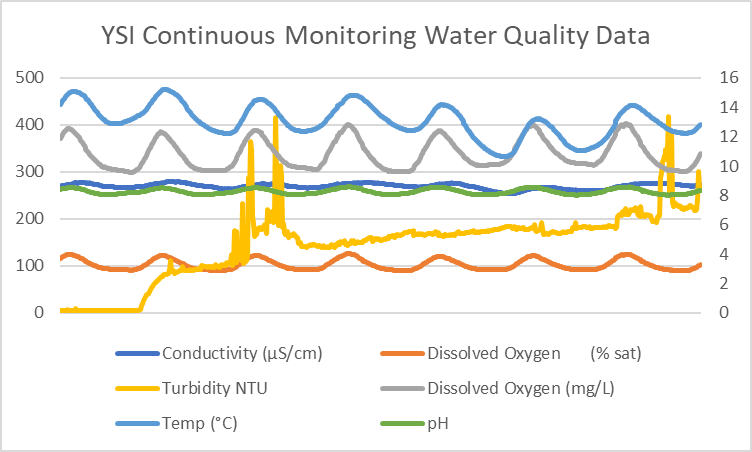 YSI Continuous Monitoring Water Quality Data
500 16
400 14
300 12
200 10
100 8
0 6
4
2
0
Conductivity (µS/cm) Dissolved Oxygen (% sat)
Turbidity NTU Dissolved Oxygen (mg/L)
Temp (°C) pH